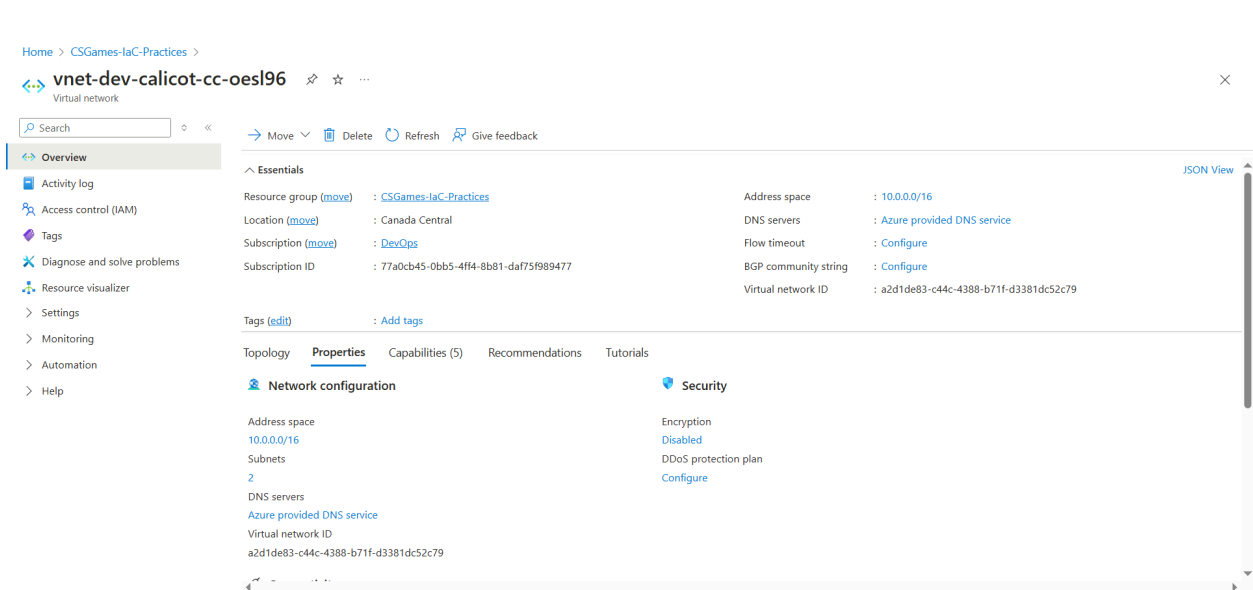 Home > CSGames-IaC-Practices >
vnet-dev-calicot-cc-oesl96
Virtual network
Search
Move Delete Refresh Give feedback
Overview
Activity log
Access control (IAM)
Tags
Diagnose and solve problems
Resource visualizer
Settings
Monitoring
Automation
Help
Essentials
JSON View
Resource group (move) : CSGames-IaC-Practices
Location (move) : Canada Central
Subscription (move) : DevOps
Subscription ID : 77a0cb45-0bb5-4ff4-8b81-daf75f989477
Address space : 10.0.0.0/16
DNS servers : Azure provided DNS service
Flow timeout : Configure
BGP community string : Configure
Virtual network ID : a2d1de83-c44c-4388-b71f-d3381dc52c79
Tags (edit) : Add tags
Topology Properties Capabilities (5) Recommendations Tutorials
Network configuration
Address space
10.0.0.0/16
Subnets
2
DNS servers
Azure provided DNS service
Virtual network ID
a2d1de83-c44c-4388-b71f-d3381dc52c79
Security
Encryption
Disabled
DDoS protection plan
Configure